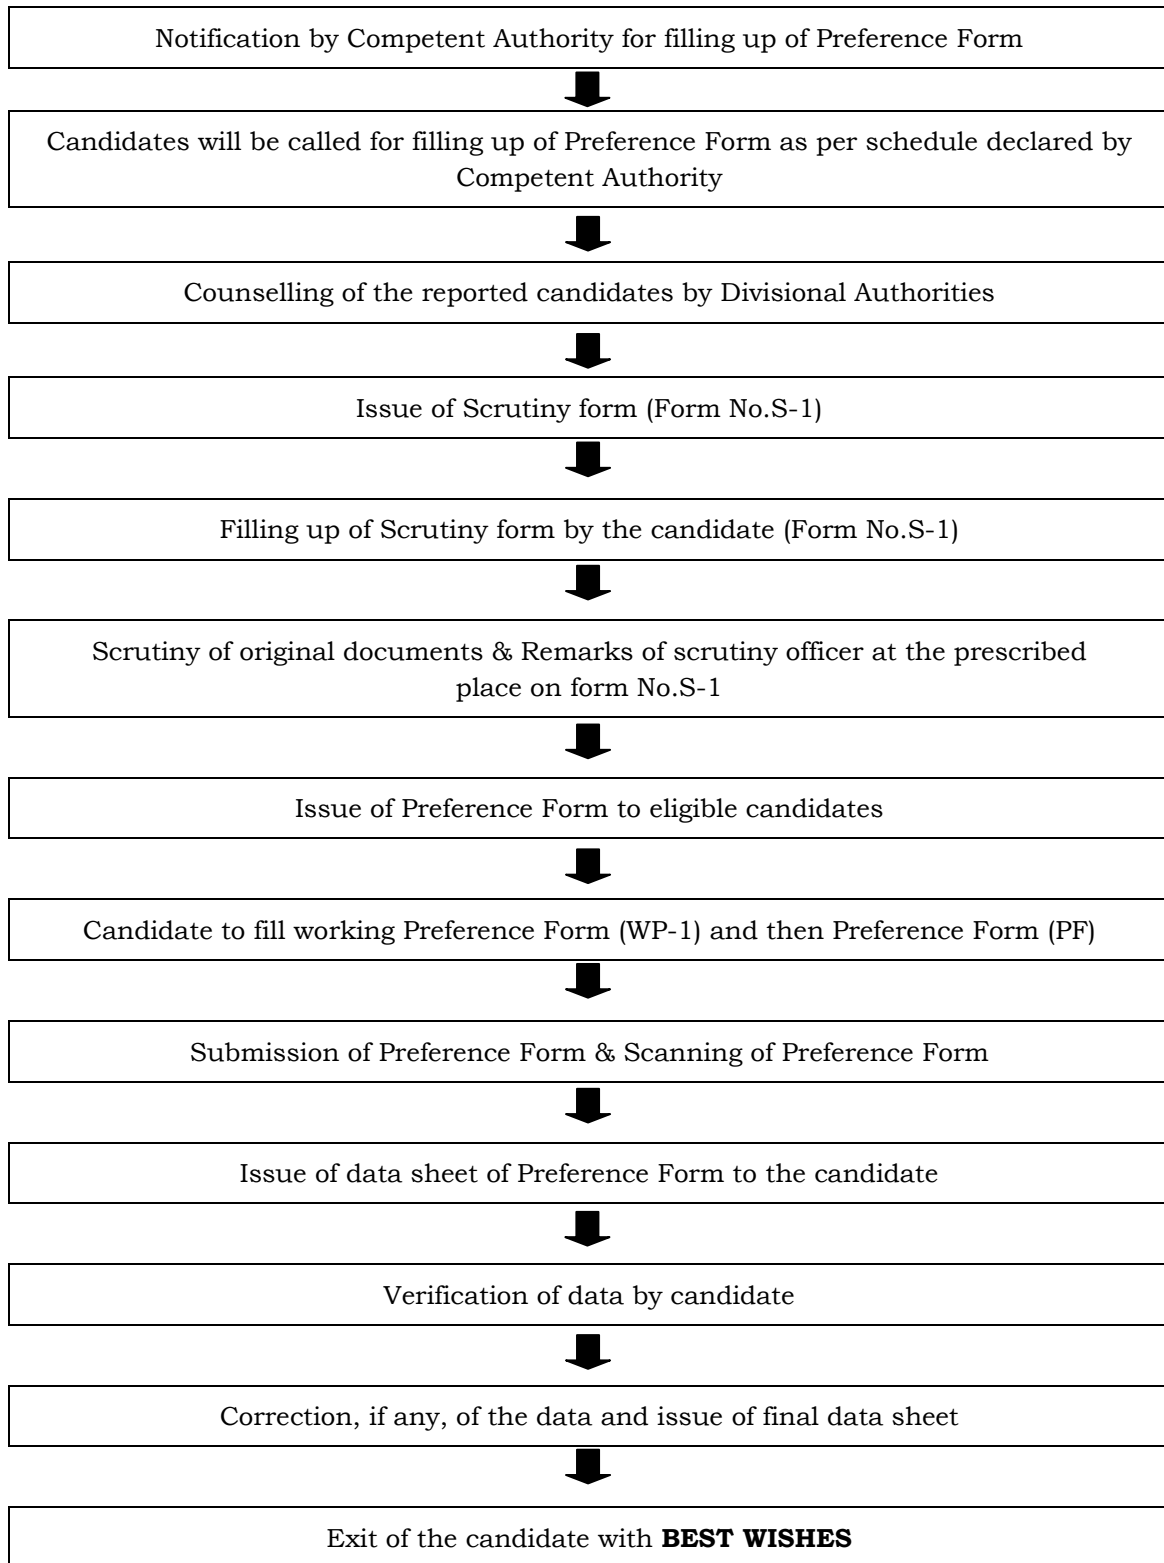 Notification by Competent Authority for filling up of Preference Form
Candidates will be called for filling up of Preference Form as per schedule declared by
Competent Authority
Counselling of the reported candidates by Divisional Authorities
Issue of Scrutiny form (Form No.S-1)
Filling up of Scrutiny form by the candidate (Form No.S-1)
Scrutiny of original documents & Remarks of scrutiny officer at the prescribed
place on form No.S-1
Issue of Preference Form to eligible candidates
Candidate to fill working Preference Form (WP-1) and then Preference Form (PF)
Submission of Preference Form & Scanning of Preference Form
Issue of data sheet of Preference Form to the candidate
Verification of data by candidate
Correction, if any, of the data and issue of final data sheet
Exit of the candidate with BEST WISHES